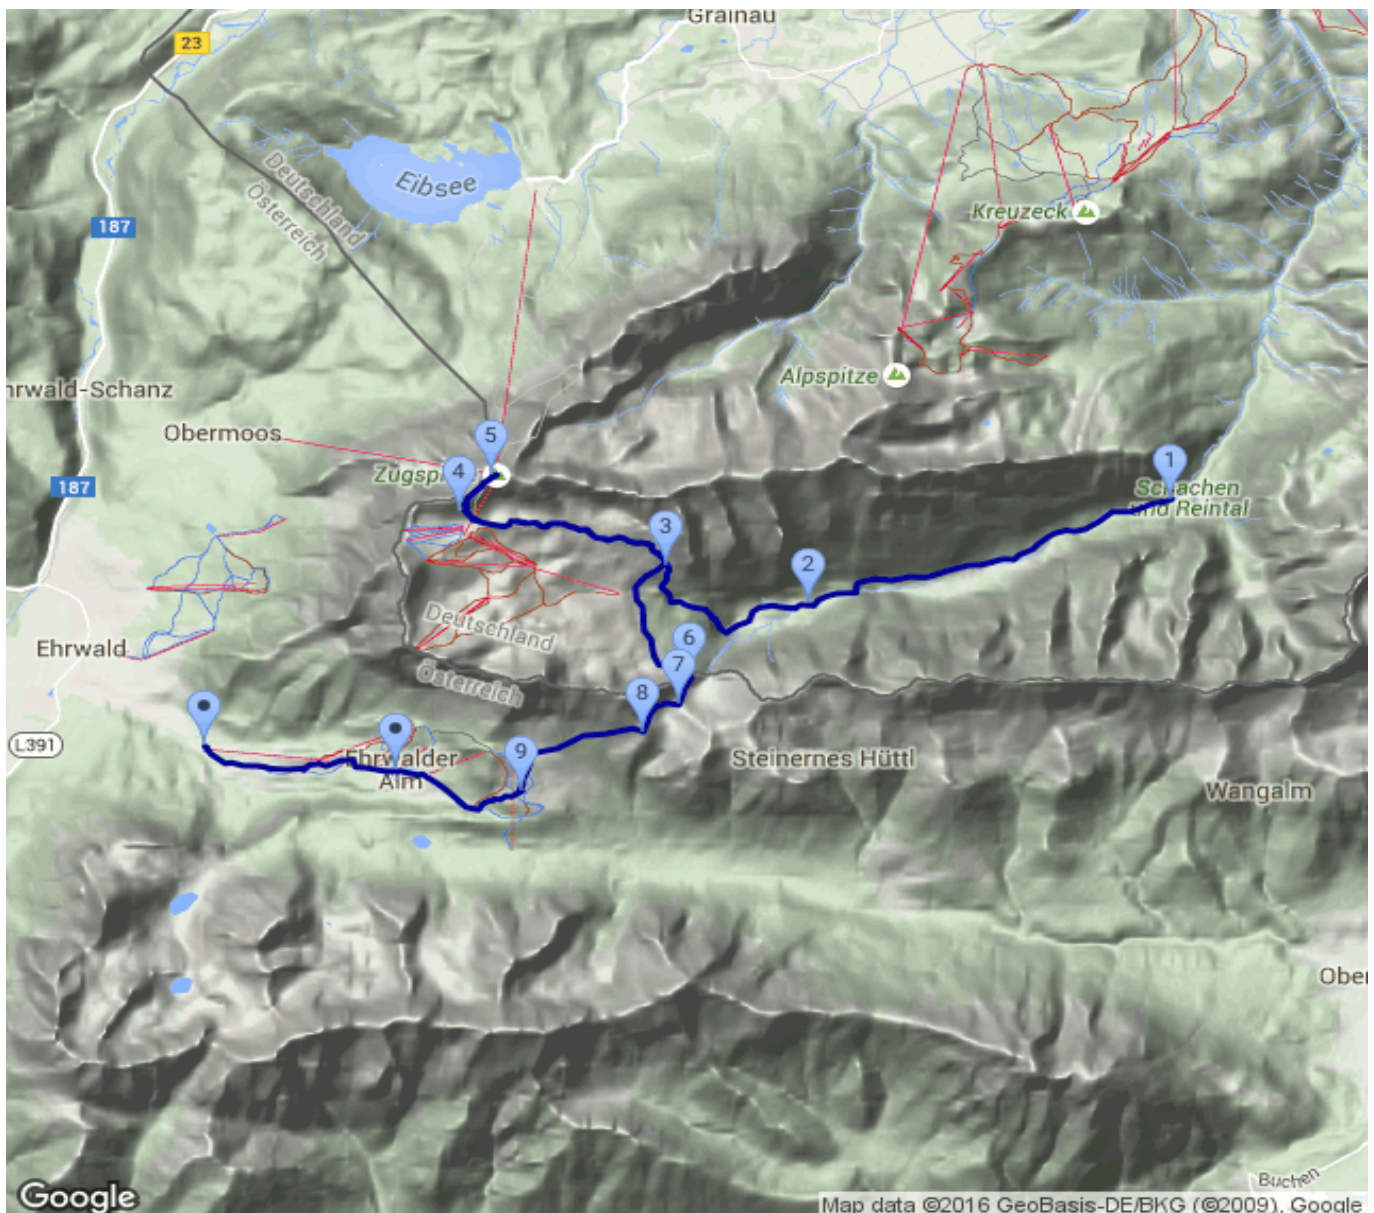 Grainau
23
Deutschland
Österreich
Eibsee
187
Kreuzeck
Alpspitze
hrwald-Schanz
Obermoos
5
4
Zugsp
1
Schachen
und Reintal
187
3
2
Deutschland
Österreich
Ehrwald
6
7
8
L391
9
Ehrwalder
Alm
Steinernes Hüttl
Wangalm
Ober
Buchen
Google
Map data ©2016 GeoBasis-DE/BKG (©2009), Google